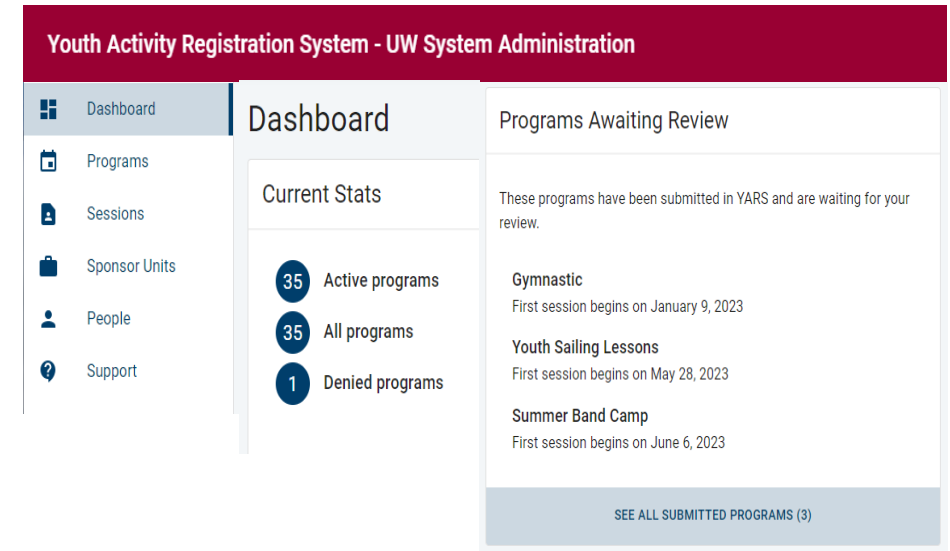 Youth Activity Registration System - UW System Administration
Dashboard
Programs
Sessions
Sponsor Units
People
Support
Dashboard
Current Stats
35 Active programs
35 All programs
1 Denied programs
Programs Awaiting Review
These programs have been submitted in YARS and are waiting for your
review.
Gymnastic
First session begins on January 9, 2023
Youth Sailing Lessons
First session begins on May 28, 2023
Summer Band Camp
First session begins on June 6, 2023
SEE ALL SUBMITTED PROGRAMS (3)